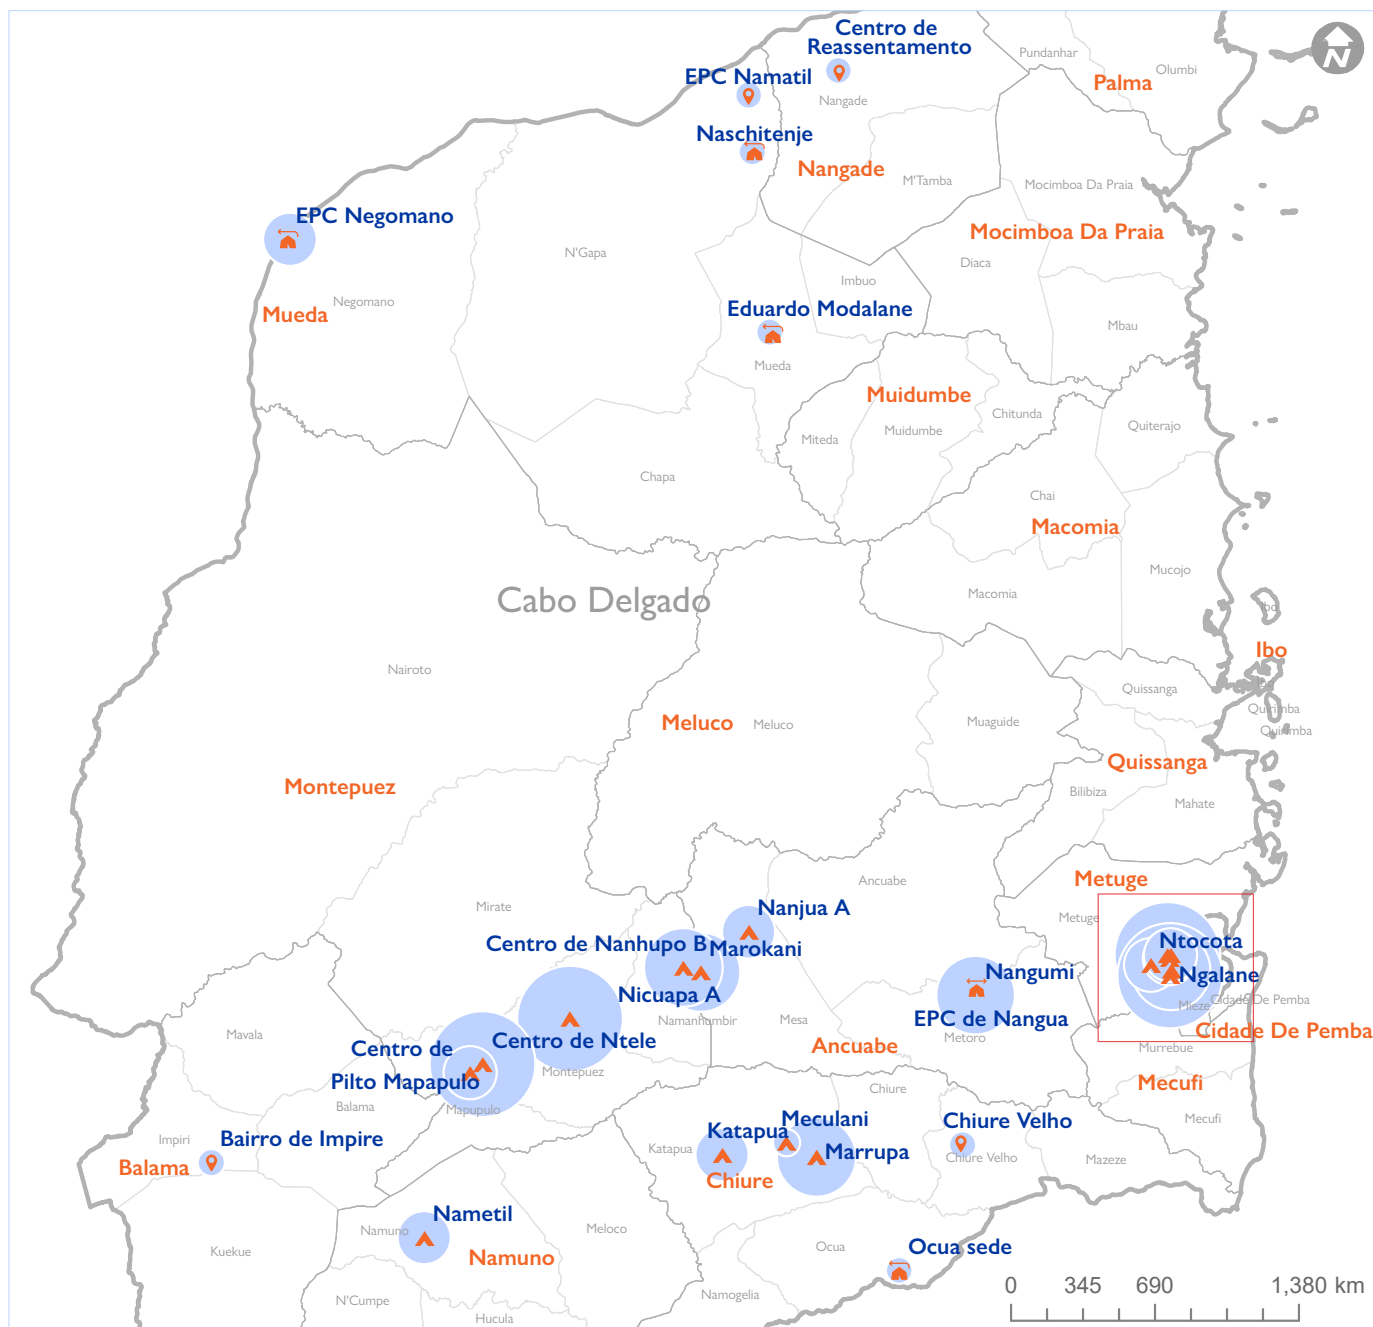 Centro de
Reassentamento
N
Pundanhar
Olumbi
EPC Namatil
Palma
Nangade
Naschitenje
Nangade
M'Tamba
Mocimboa Da Praia
EPC Negomano
Mocimboa Da Praia
N'Gapa
Diaca
Imbuo
Negomano
Mueda
Eduardo Modalane
Mbau
Mueda
Muidumbe
Chitunda
Quiterajo
Miteda
Muidumbe
Chapa
Chai
Macomia
Mucojo
Macomia
Cabo Delgado
Ibo
Ibo
Nairoto
Quissanga
Ibo
Quirimba
Meluco
Meluco
Muaguide
Quirimba
Quissanga
Montepuez
Bilibiza
Mahate
Ancuabe
Metuge
Mirate
Nanjua A
Metuge
Centro de Nanhupo B
Marokani
Ntocota
Nangumi
Ngalane
Nicuapa A
Mieze
Cidade De Pemba
Namanhumbir
Mesa
EPC de Nangua
Cidade De Pemba
Mavala
Centro de Ntele
Ancuabe
Metoro
Murrebue
Centro de
Pilto Mapapulo
Montepuez
Mecufi
Chiure
Balama
Mapupulo
Mecufi
Meculani
Chiure Velho
Impiri
Bairro de Impire
Katapua
Katapua
Marrupa
Chiure Velho
Mazeze
Balama
Chiure
Nametil
Namuno
Meloco
Kuekue
Namuno
Ocua
Ocua sede
N'Cumpe
Namogelia
0 345 690 1,380 km
Hucula